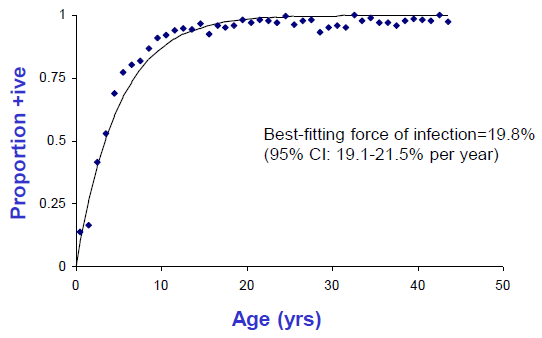 Proportion +ive
1
0.75
0.5
0.25
0
0 10 20 30 40 50
Age (yrs)
Best-fitting force of infection=19.8%
(95% CI: 19.1-21.5% per year)